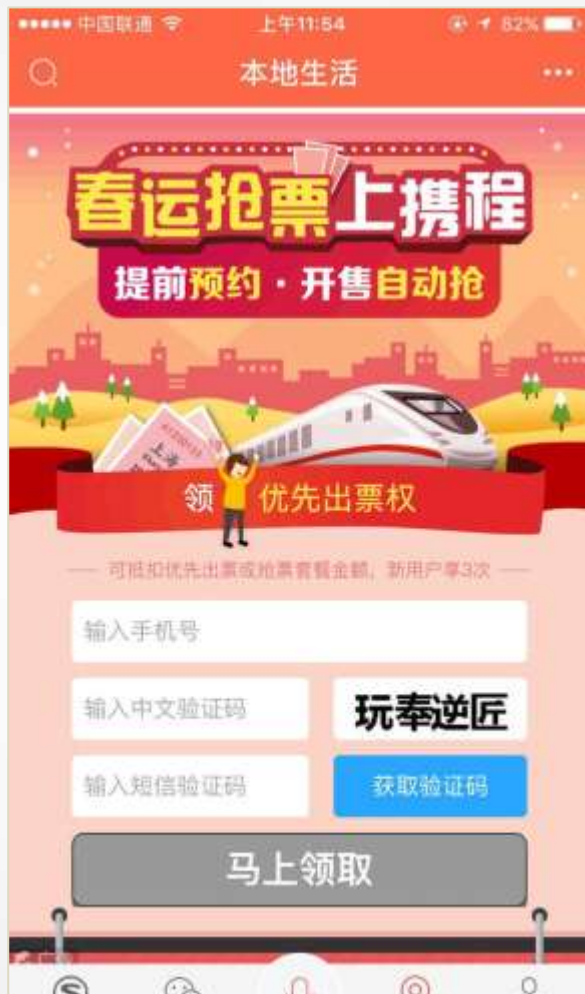 中国联通 上午11:54 82%
本地生活
春运抢票上携程
提前预约·开售自动抢
上海
领 优先出票权
可抵扣优先出票或抢票套餐金额，新用户享3次
输入手机号
输入中文验证码 玩奉逆匠
输入短信验证码 获取验证码
马上领取